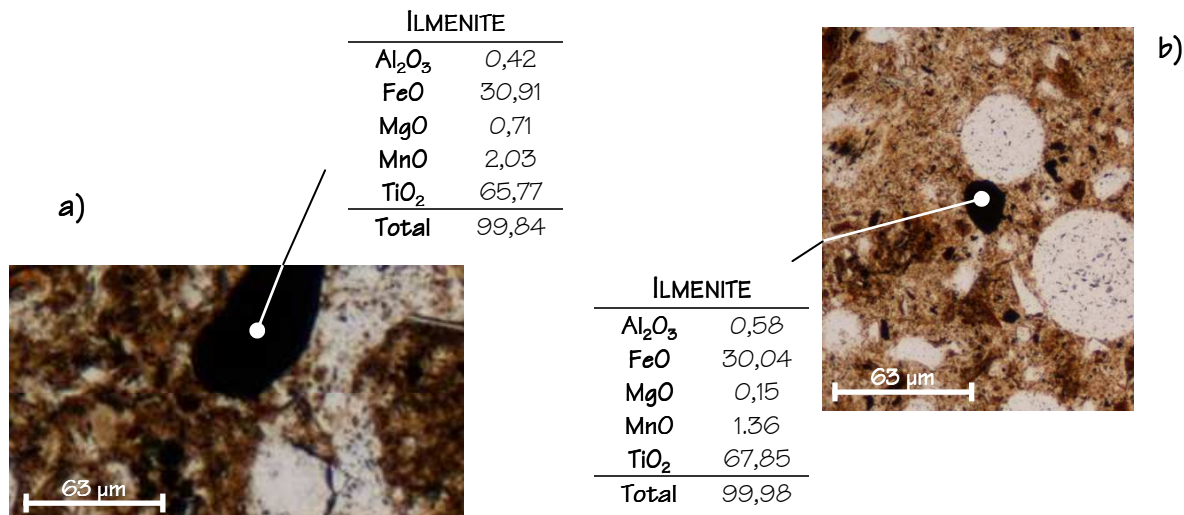 a)
ILMENITE
Al₂O₃ 0,42
FeO 30,91
MgO 0,71
MnO 2,03
TiO₂ 65,77
Total 99,84
63 µm
b)
63 µm
ILMENITE
Al₂O₃ 0,58
FeO 30,04
MgO 0,15
MnO 1.36
TiO₂ 67,85
Total 99,98